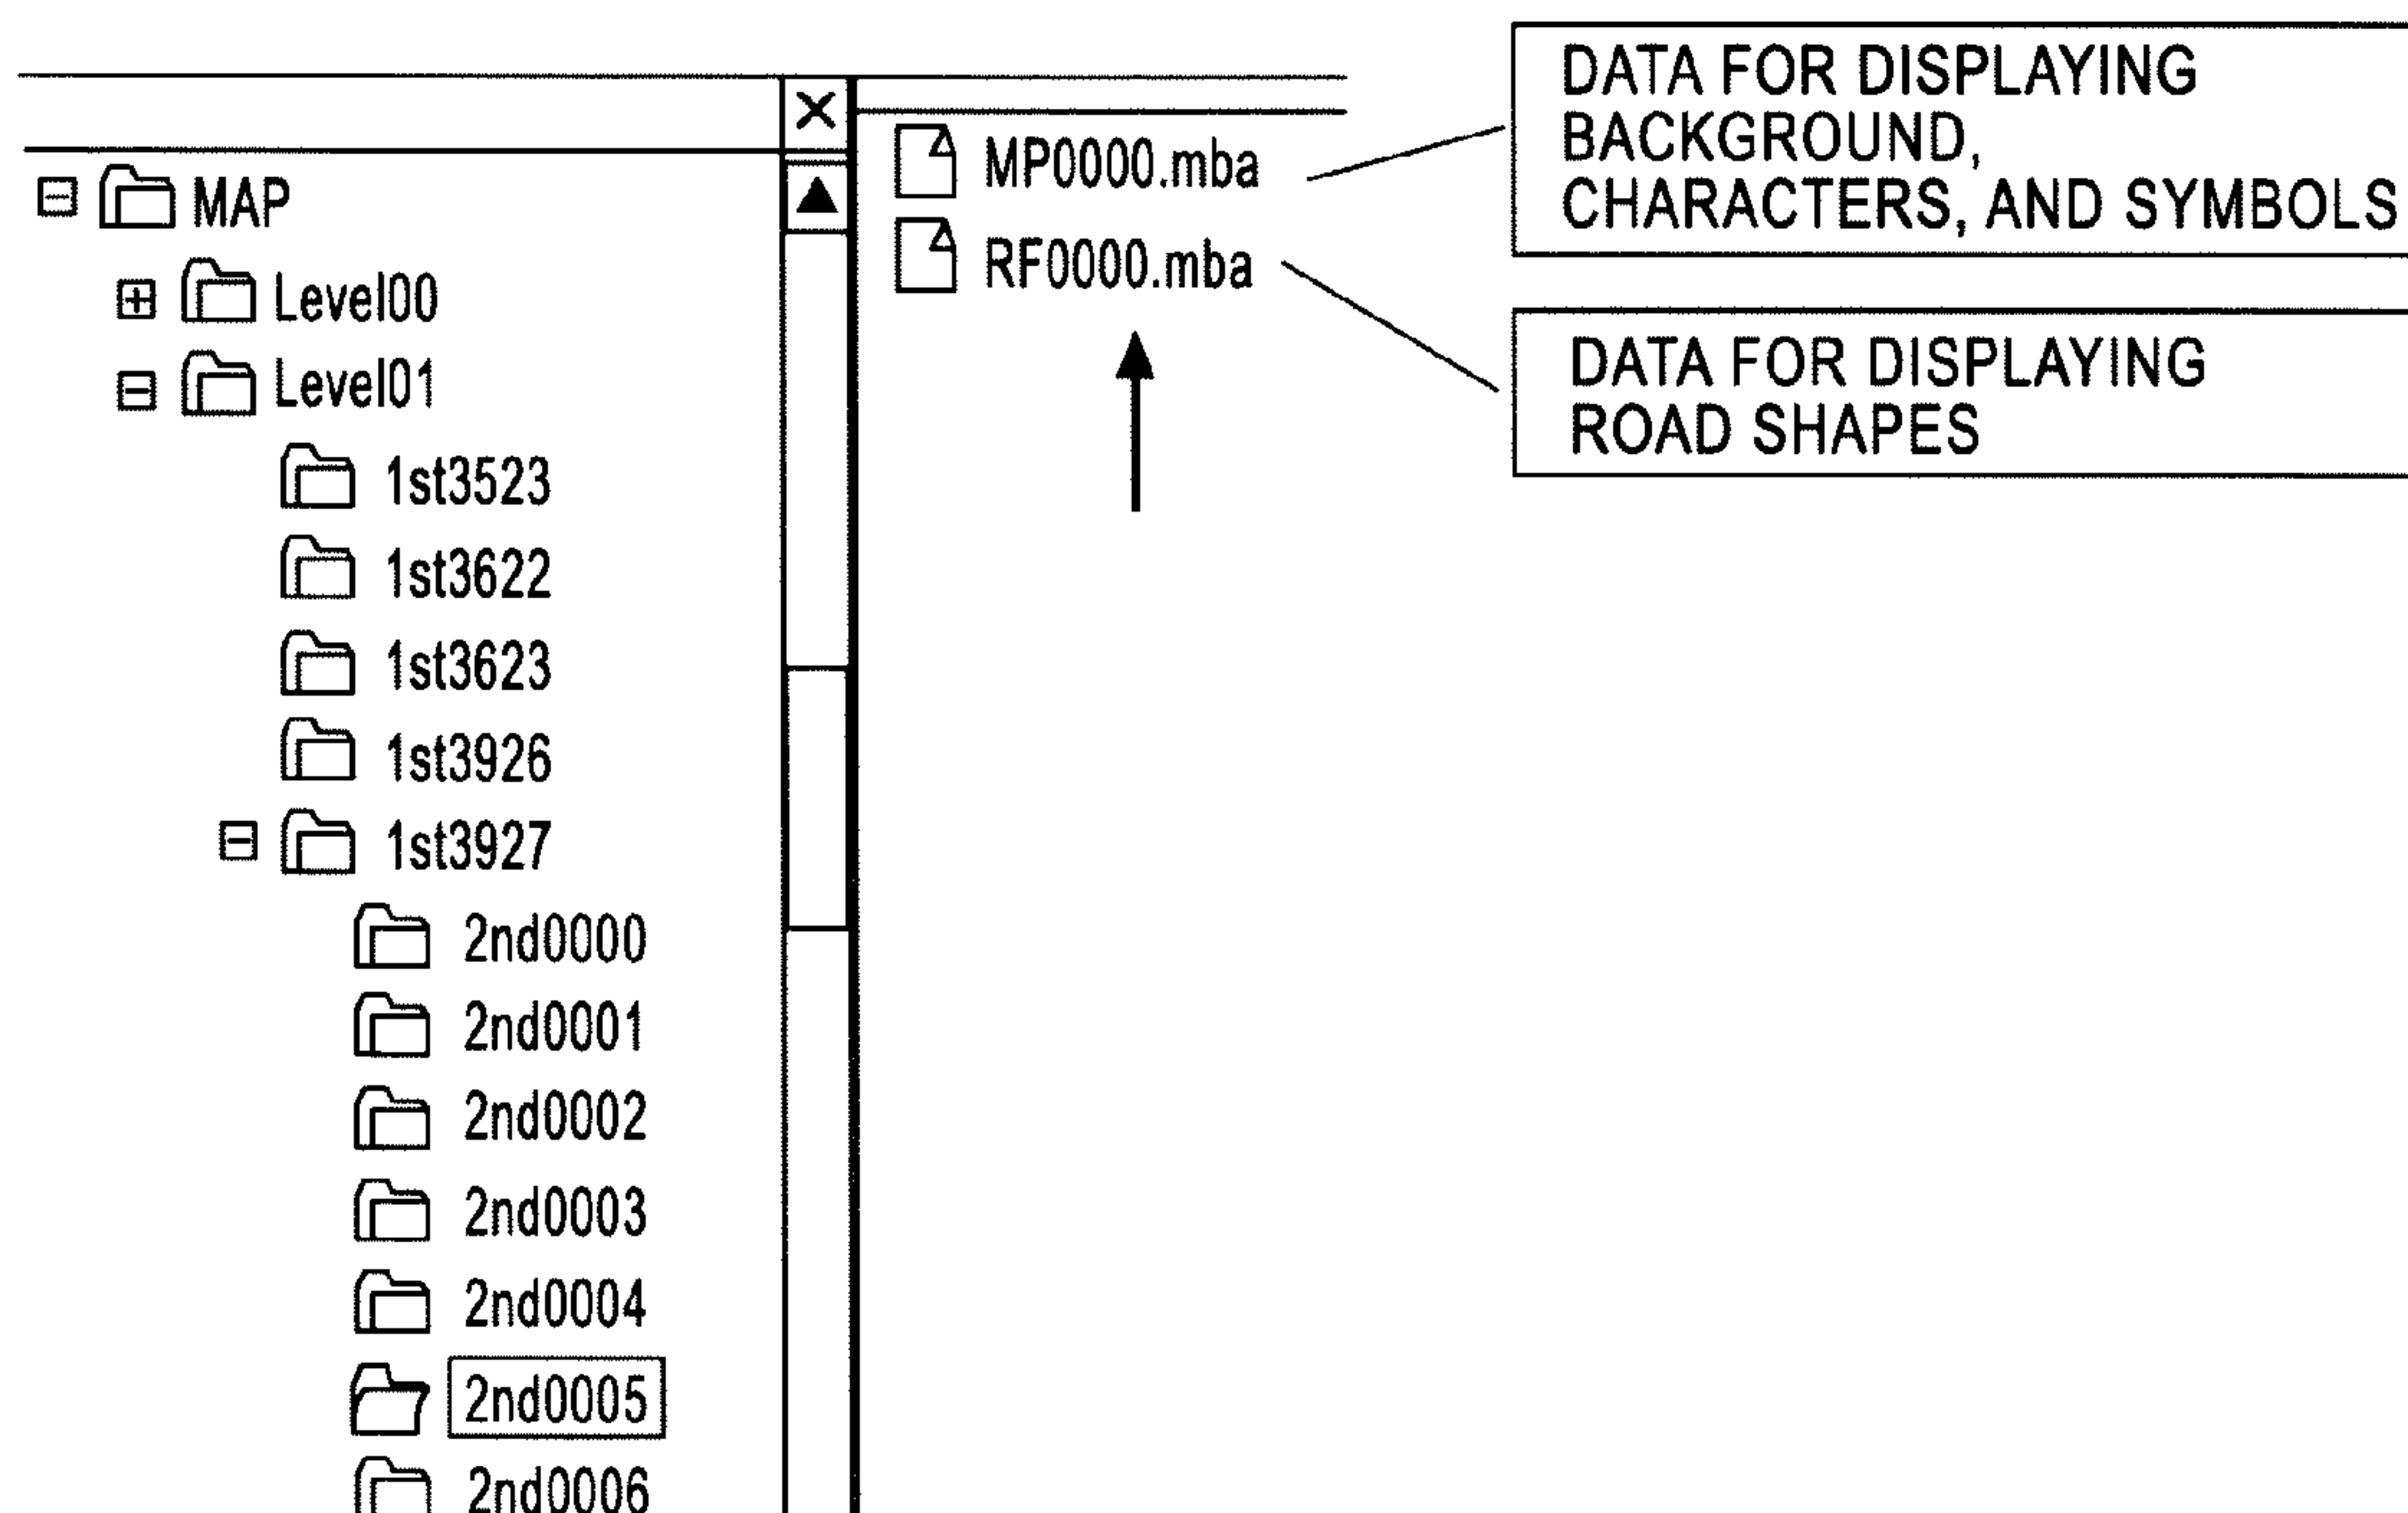 MAP
Level00
Level01
1st3523
1st3622
1st3623
1st3926
1st3927
2nd0000
2nd0001
2nd0002
2nd0003
2nd0004
2nd0005
2nd0006
MP0000.mba
RF0000.mba
DATA FOR DISPLAYING
BACKGROUND,
CHARACTERS, AND SYMBOLS
DATA FOR DISPLAYING
ROAD SHAPES